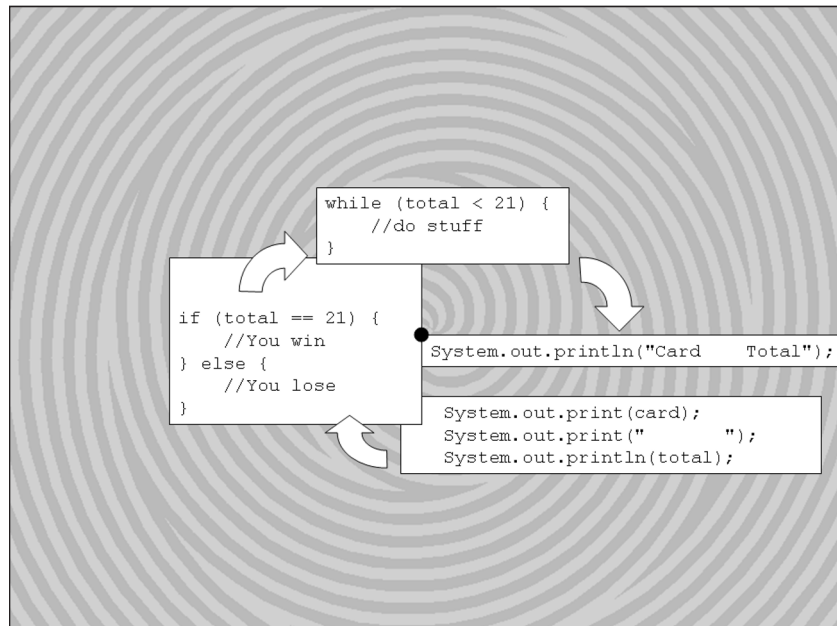 while (total < 21) {
    //do stuff
}
if (total == 21) {
    //You win
} else {
    //You lose
}
System.out.println("Card    Total");
System.out.print(card);
System.out.print("       ");
System.out.println(total);